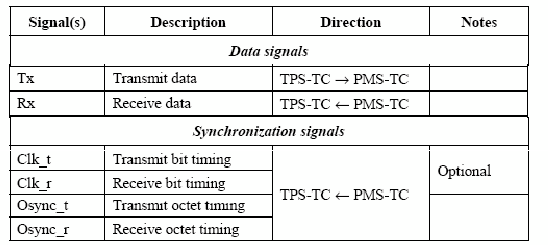 Signal(s) Description Direction Notes
Data signals
Tx Transmit data TPS-TC → PMS-TC
Rx Receive data TPS-TC ← PMS-TC
Synchronization signals
Clk_t Transmit bit timing
Optional
Clk_r Receive bit timing
TPS-TC ← PMS-TC
Osync_t Transmit octet timing
Osync_r Receive octet timing